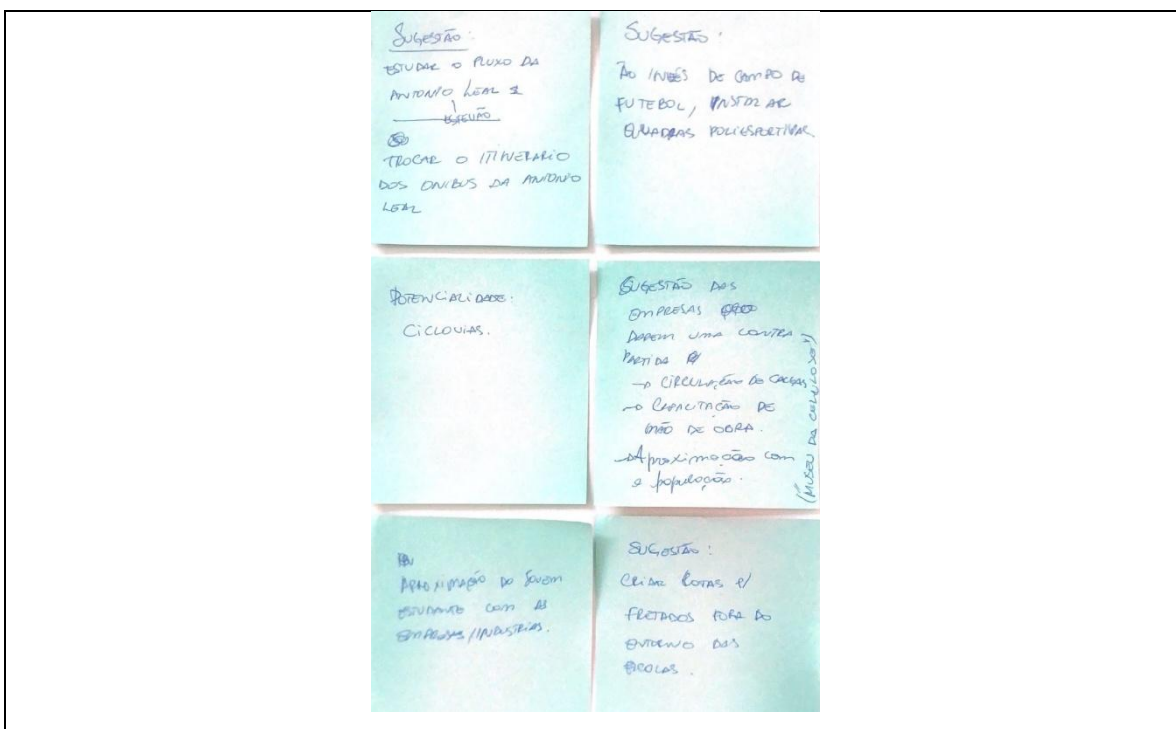 SUGESTÃO:
ESTUDAR O FLUXO DA
ANTONIO LEAL
TROCAR O ITINERARIO
DOS ONIBUS DA ANTONIO
LEAL
SUGESTÃO:
AO INVÉS DE CAMPO DE
FUTEBOL, INSTALAR
QUADRAS POLIESPORTIVAS
POTENCIALIDADE:
CICLOVIAS.
SUGESTÃO DAS
EMPRESAS
DAREM UMA CONTRA
PARTIDA P/
→ CIRCULAÇÃO DE CARGAS
→ CAPACITAÇÃO DE
MÃO DE OBRA.
→ Aproximação com
a população.
(MUSEU DA CELULOSE)
APROXIMAÇÃO DO JOVEM
ESTUDANTE COM AS
EMPRESAS/INDUSTRIAS.
SUGESTÃO:
CRIAR ROTAS P/
FRETADOS FORA DO
ENTORNO DAS
ESCOLAS.